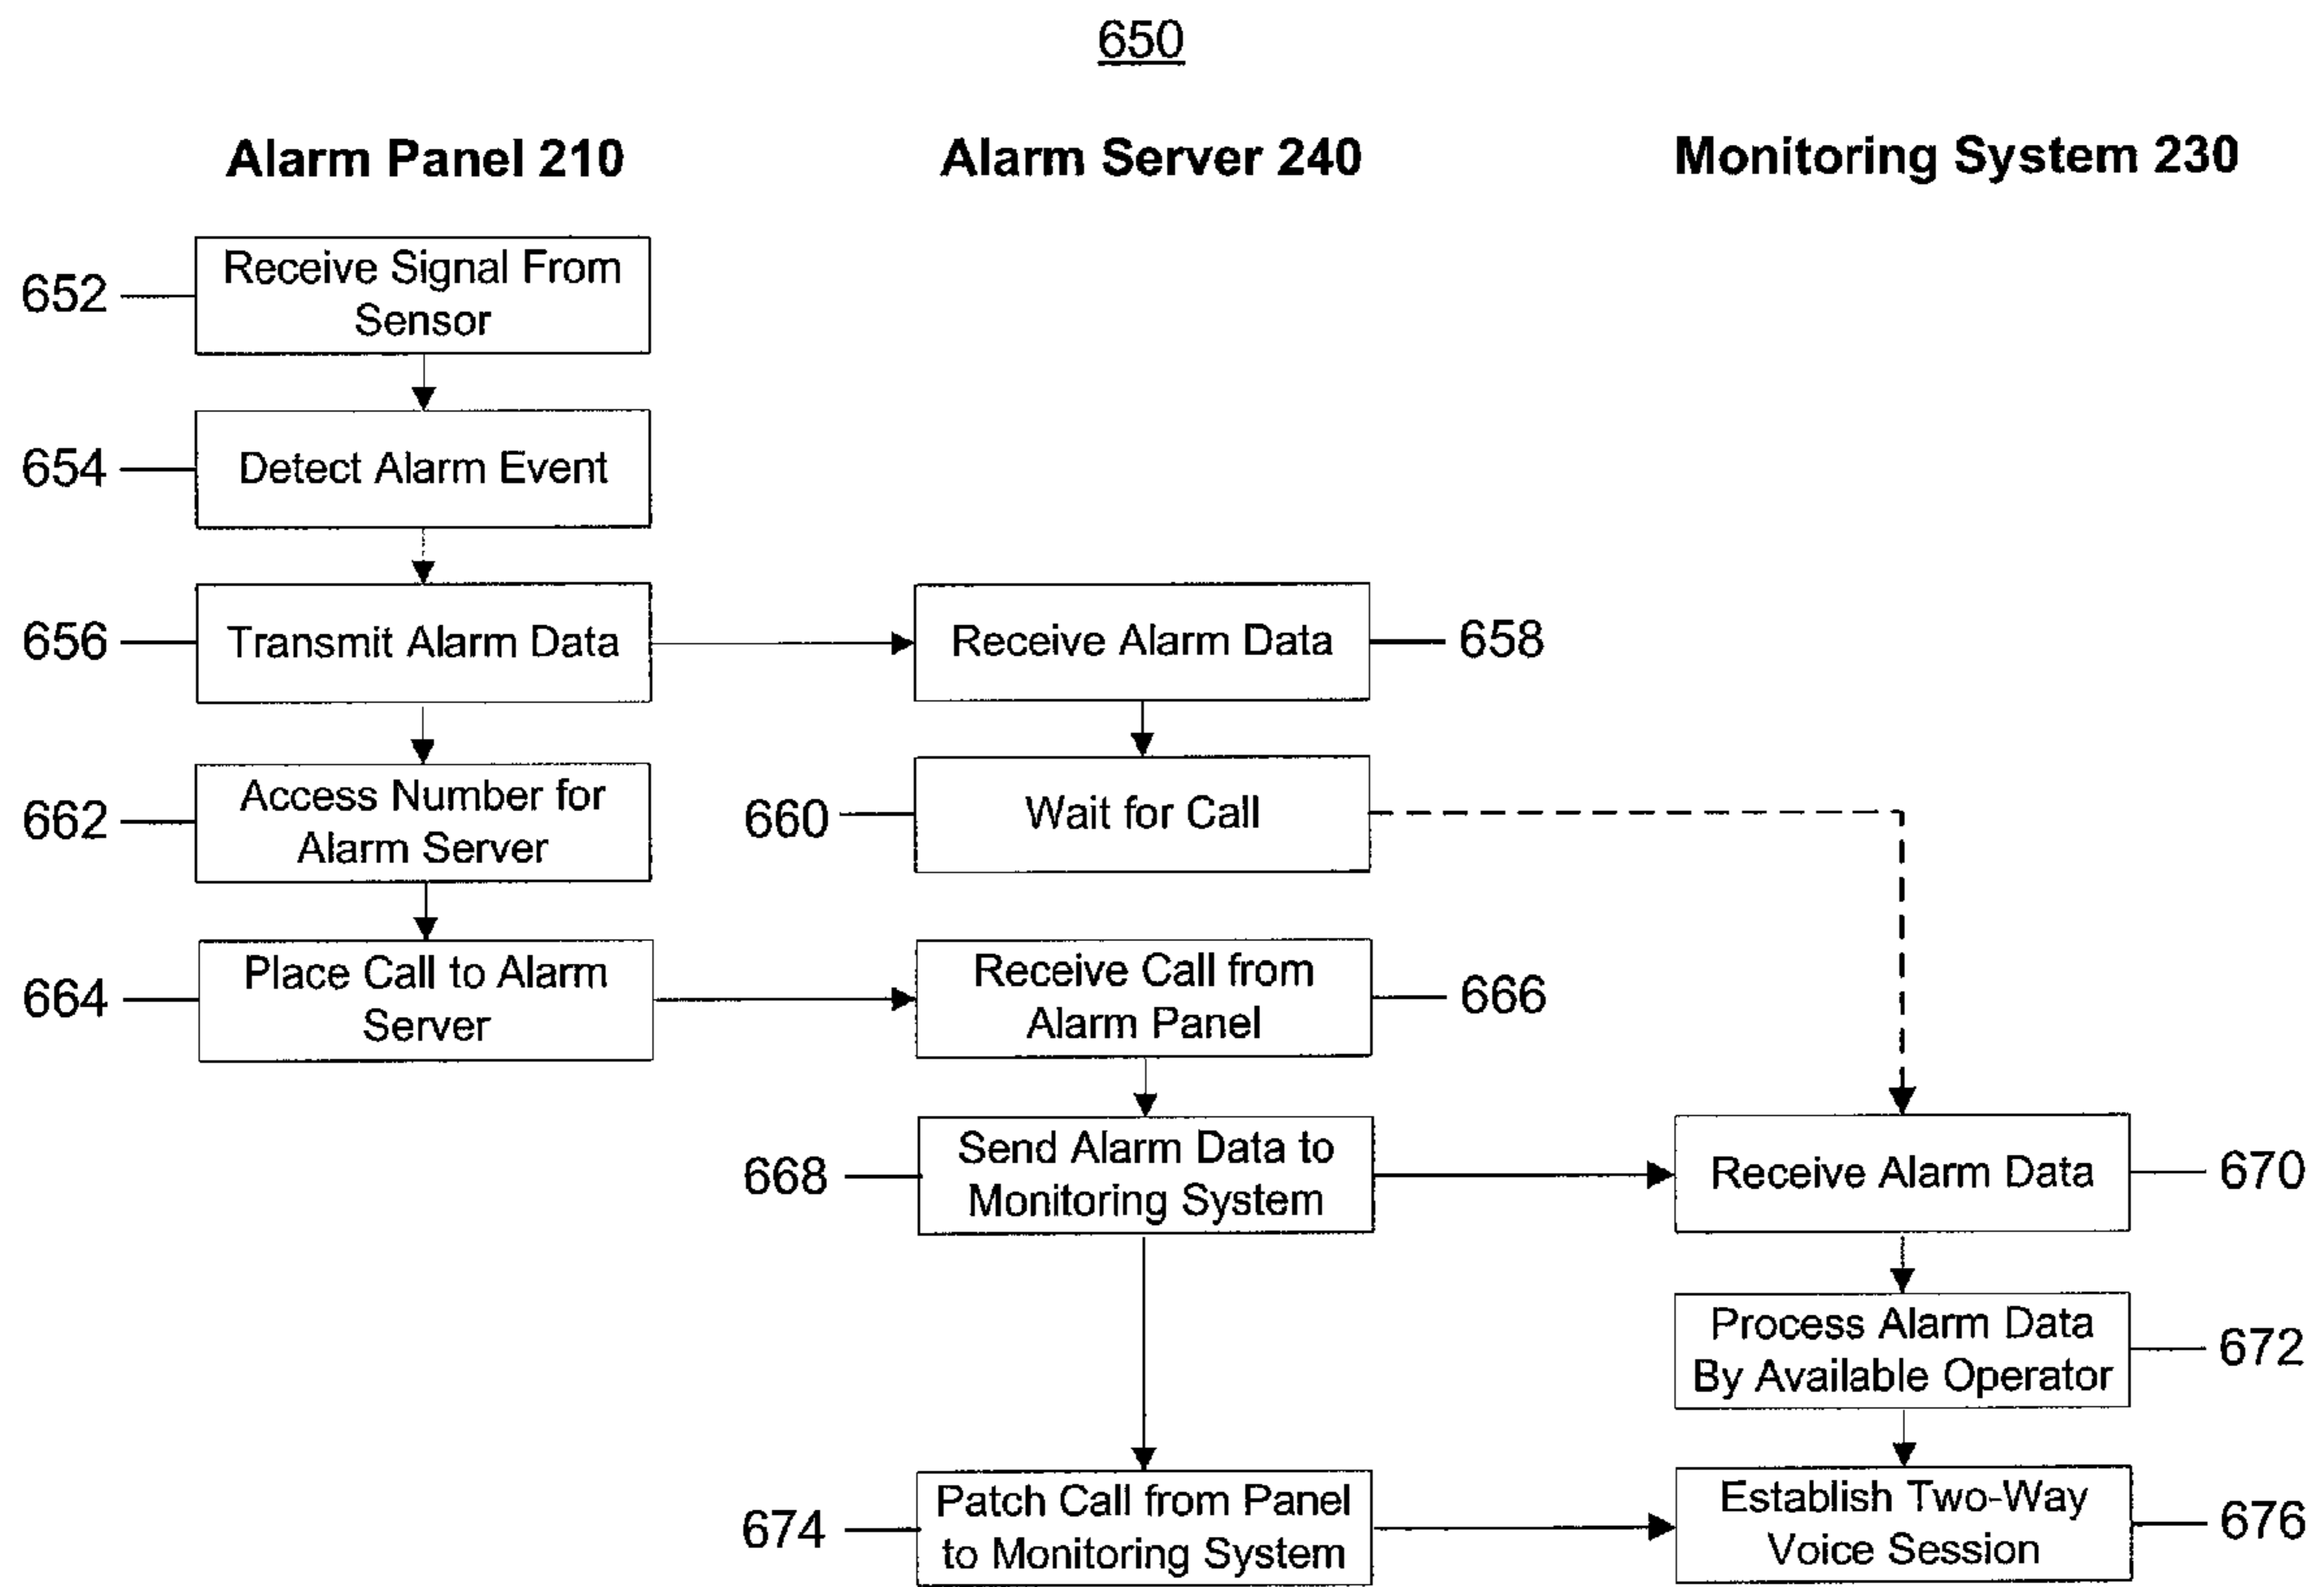 650
Alarm Panel 210
Alarm Server 240
Monitoring System 230
652
Receive Signal From
Sensor
654
Detect Alarm Event
656
Transmit Alarm Data
Receive Alarm Data
658
662
Access Number for
Alarm Server
660
Wait for Call
664
Place Call to Alarm
Server
Receive Call from
Alarm Panel
666
668
Send Alarm Data to
Monitoring System
Receive Alarm Data
670
Process Alarm Data
By Available Operator
672
674
Patch Call from Panel
to Monitoring System
Establish Two-Way
Voice Session
676